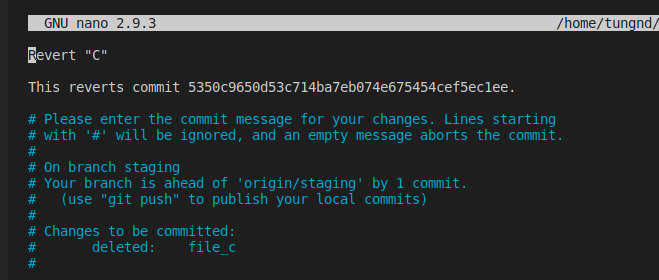 GNU nano 2.9.3 /home/tungnd/
Revert "C"
This reverts commit 5350c9650d53c714ba7eb074e675454cef5ec1ee.
# Please enter the commit message for your changes. Lines starting
# with '#' will be ignored, and an empty message aborts the commit.
#
# On branch staging
# Your branch is ahead of 'origin/staging' by 1 commit.
#   (use "git push" to publish your local commits)
#
# Changes to be committed:
#       deleted:    file_c
#